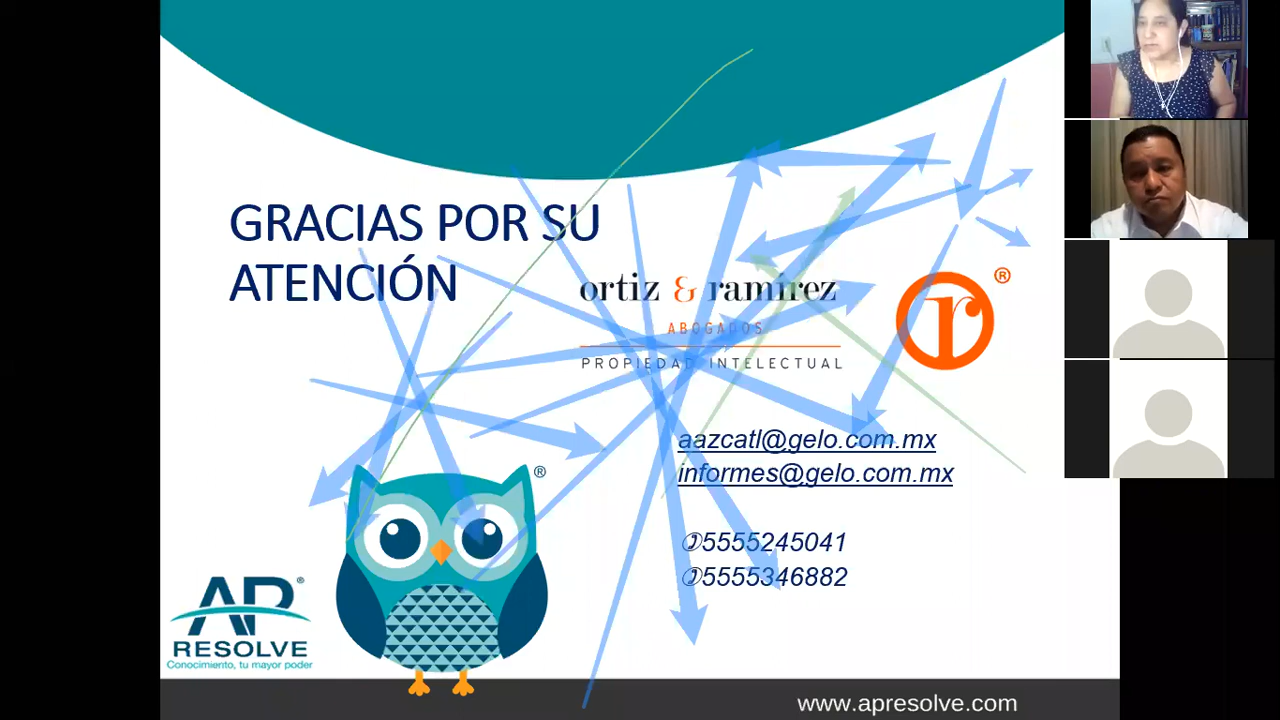 GRACIAS POR SU
ATENCIÓN
ortiz & ramírez
ABOGADOS
PROPIEDAD INTELECTUAL
r®
aazcatl@gelo.com.mx
informes@gelo.com.mx
✆5555245041
✆5555346882
®
AP®
RESOLVE
Conocimiento, tu mayor poder
www.apresolve.com